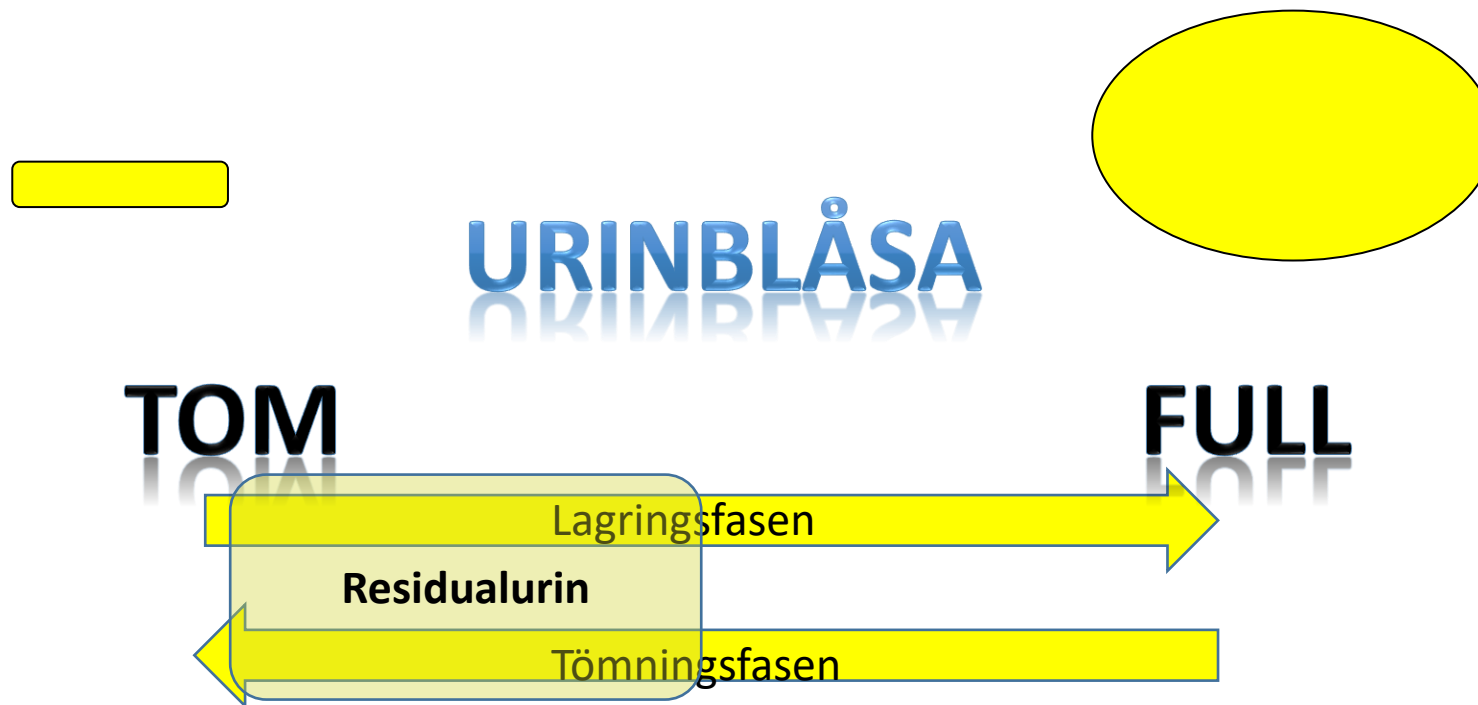 URINBLÅSA
TOM
FULL
Lagringsfasen
Residualurin
Tömningsfasen